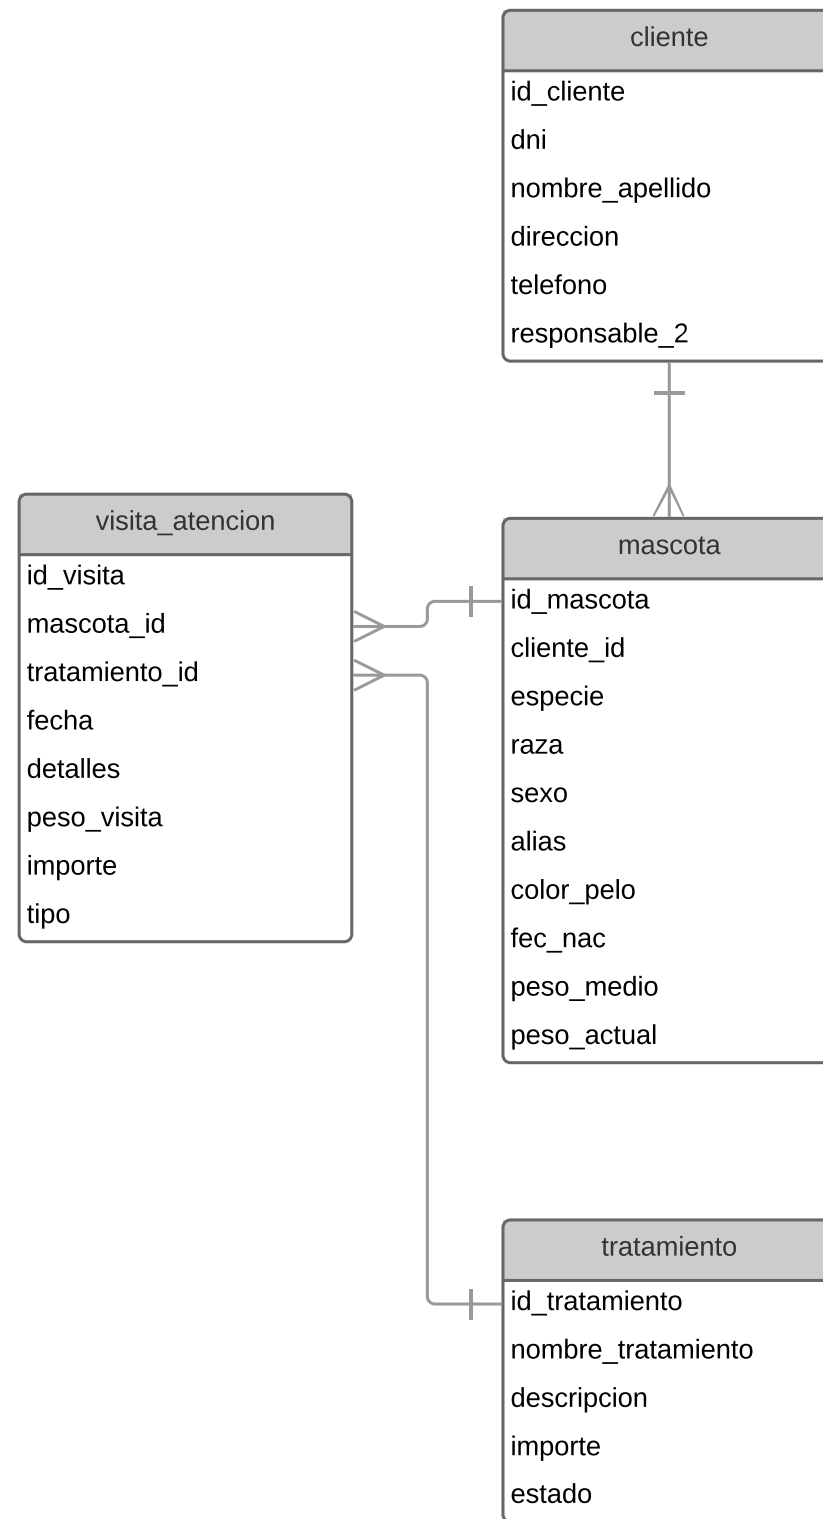 cliente
id_cliente
dni
nombre_apellido
direccion
telefono
responsable_2
visita_atencion
id_visita
mascota_id
tratamiento_id
fecha
detalles
peso_visita
importe
tipo
mascota
id_mascota
cliente_id
especie
raza
sexo
alias
color_pelo
fec_nac
peso_medio
peso_actual
tratamiento
id_tratamiento
nombre_tratamiento
descripcion
importe
estado